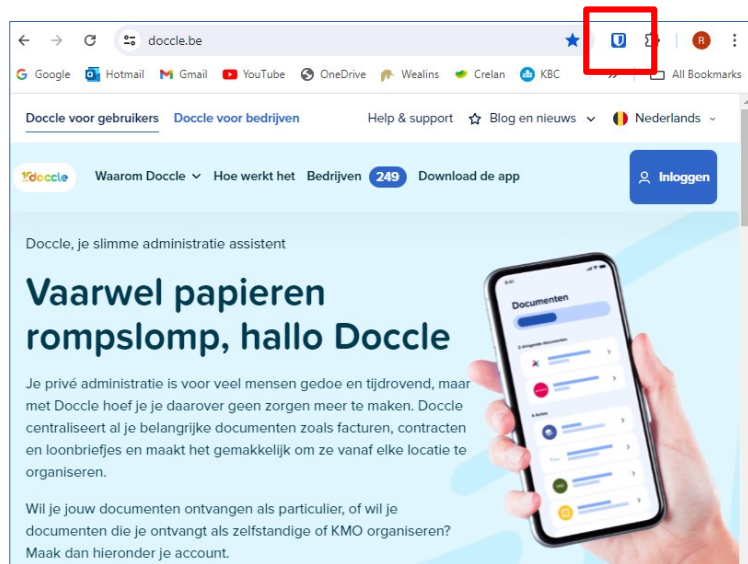 doccle.be
R
Google Hotmail Gmail YouTube OneDrive Wealins Crelan KBC All Bookmarks
Doccle voor gebruikers Doccle voor bedrijven Help & support Blog en nieuws Nederlands
doccle Waarom Doccle Hoe werkt het Bedrijven 249 Download de app Inloggen
Doccle, je slimme administratie assistent
Vaarwel papieren
rompslomp, hallo Doccle
Je privé administratie is voor veel mensen gedoe en tijdrovend, maar
met Doccle hoef je je daarover geen zorgen meer te maken. Doccle
centraliseert al je belangrijke documenten zoals facturen, contracten
en loonbriefjes en maakt het gemakkelijk om ze vanaf elke locatie te
organiseren.
Wil je jouw documenten ontvangen als particulier, of wil je
documenten die je ontvangt als zelfstandige of KMO organiseren?
Maak dan hieronder je account.
9:41
Documenten